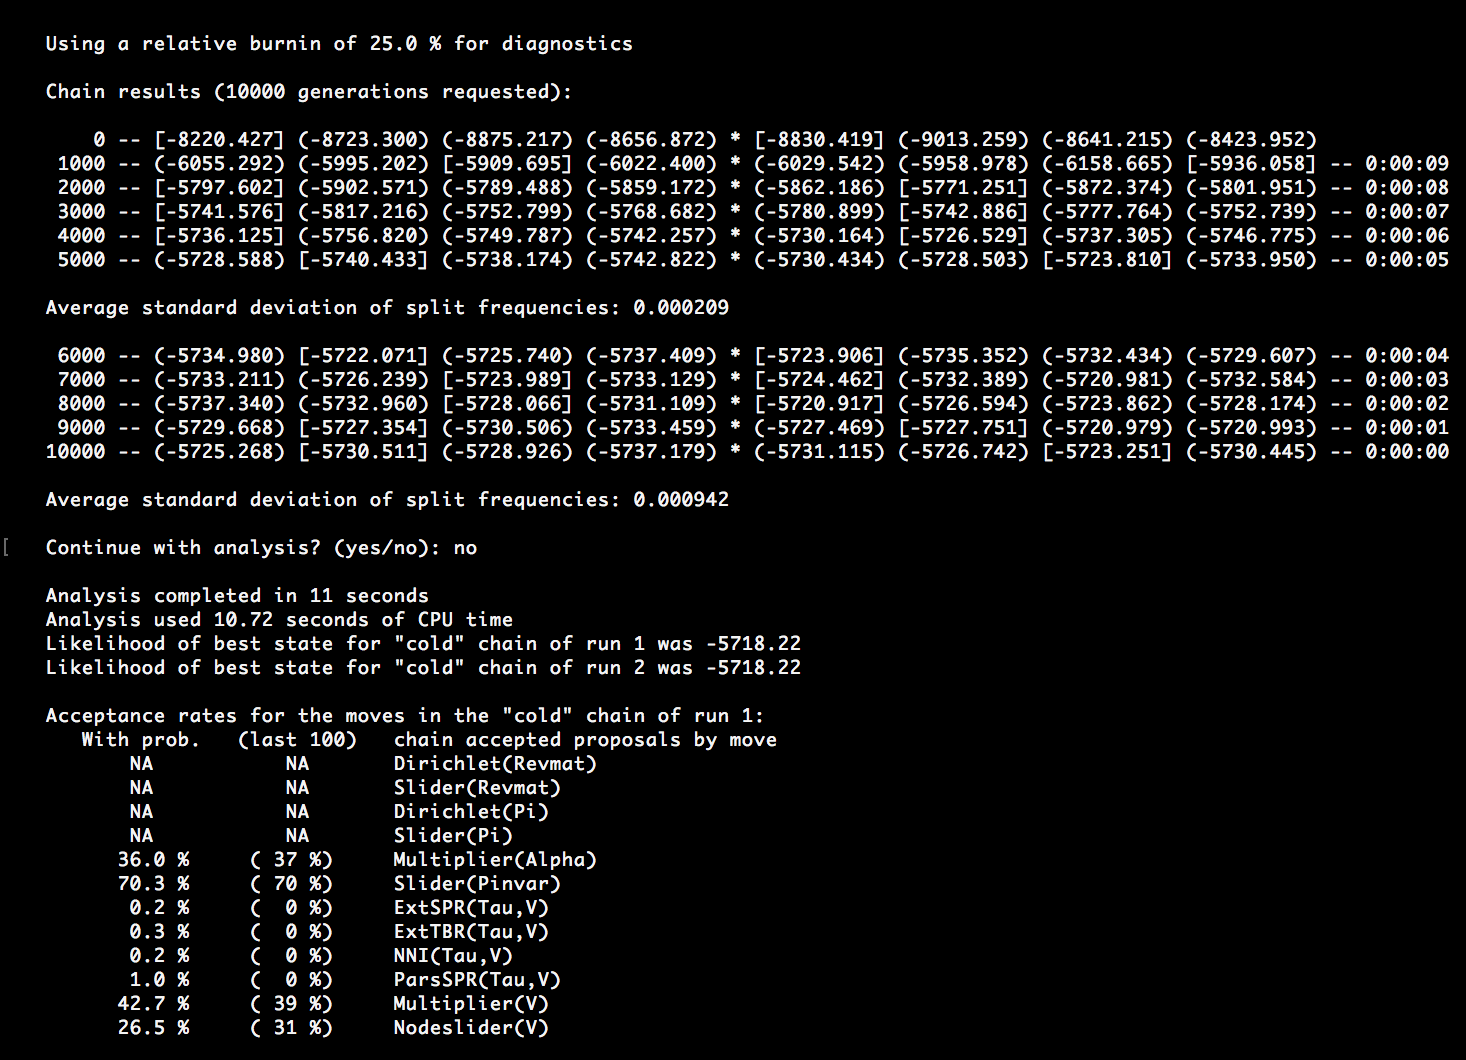 Using a relative burnin of 25.0 % for diagnostics
Chain results (10000 generations requested):
0 -- [-8220.427] (-8723.300) (-8875.217) (-8656.872) * [-8830.419] (-9013.259) (-8641.215) (-8423.952)
1000 -- (-6055.292) (-5995.202) [-5909.695] (-6022.400) * (-6029.542) (-5958.978) (-6158.665) [-5936.058] -- 0:00:09
2000 -- [-5797.602] (-5902.571) (-5789.488) (-5859.172) * (-5862.186) [-5771.251] (-5872.374) (-5801.951) -- 0:00:08
3000 -- [-5741.576] (-5817.216) (-5752.799) (-5768.682) * (-5780.899) [-5742.886] (-5777.764) (-5752.739) -- 0:00:07
4000 -- [-5736.125] (-5756.820) (-5749.787) (-5742.257) * (-5730.164) [-5726.529] (-5737.305) (-5746.775) -- 0:00:06
5000 -- (-5728.588) [-5740.433] (-5738.174) (-5742.822) * (-5730.434) (-5728.503) [-5723.810] (-5733.950) -- 0:00:05
Average standard deviation of split frequencies: 0.000209
6000 -- (-5734.980) [-5722.071] (-5725.740) (-5737.409) * [-5723.906] (-5735.352) (-5732.434) (-5729.607) -- 0:00:04
7000 -- (-5733.211) (-5726.239) [-5723.989] (-5733.129) * [-5724.462] (-5732.389) (-5720.981) (-5732.584) -- 0:00:03
8000 -- (-5737.340) (-5732.960) [-5728.066] (-5731.109) * [-5720.917] (-5726.594) (-5723.862) (-5728.174) -- 0:00:02
9000 -- (-5729.668) [-5727.354] (-5730.506) (-5733.459) * (-5727.469) [-5727.751] (-5720.979) (-5720.993) -- 0:00:01
10000 -- (-5725.268) [-5730.511] (-5728.926) (-5737.179) * (-5731.115) (-5726.742) [-5723.251] (-5730.445) -- 0:00:00
Average standard deviation of split frequencies: 0.000942
[ Continue with analysis? (yes/no): no
Analysis completed in 11 seconds
Analysis used 10.72 seconds of CPU time
Likelihood of best state for "cold" chain of run 1 was -5718.22
Likelihood of best state for "cold" chain of run 2 was -5718.22
Acceptance rates for the moves in the "cold" chain of run 1:
With prob. (last 100) chain accepted proposals by move
NA NA Dirichlet(Revmat)
NA NA Slider(Revmat)
NA NA Dirichlet(Pi)
NA NA Slider(Pi)
36.0 % ( 37 %) Multiplier(Alpha)
70.3 % ( 70 %) Slider(Pinvar)
0.2 % ( 0 %) ExtSPR(Tau,V)
0.3 % ( 0 %) ExtTBR(Tau,V)
0.2 % ( 0 %) NNI(Tau,V)
1.0 % ( 0 %) ParsSPR(Tau,V)
42.7 % ( 39 %) Multiplier(V)
26.5 % ( 31 %) Nodeslider(V)